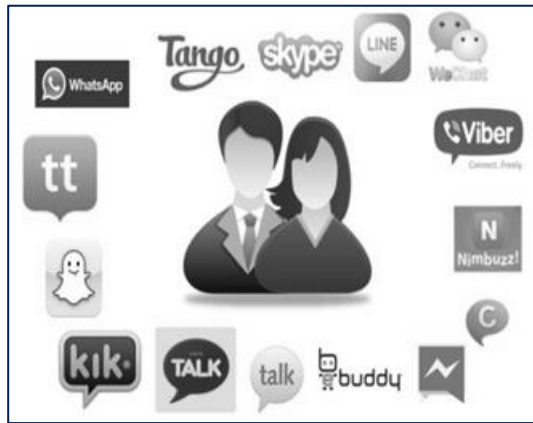 Tango
skype
LINE
WeChat
WhatsApp
Viber
Connect. Freely.
tt
N
Nimbuzz!
C
kik
TALK
talk
buddy